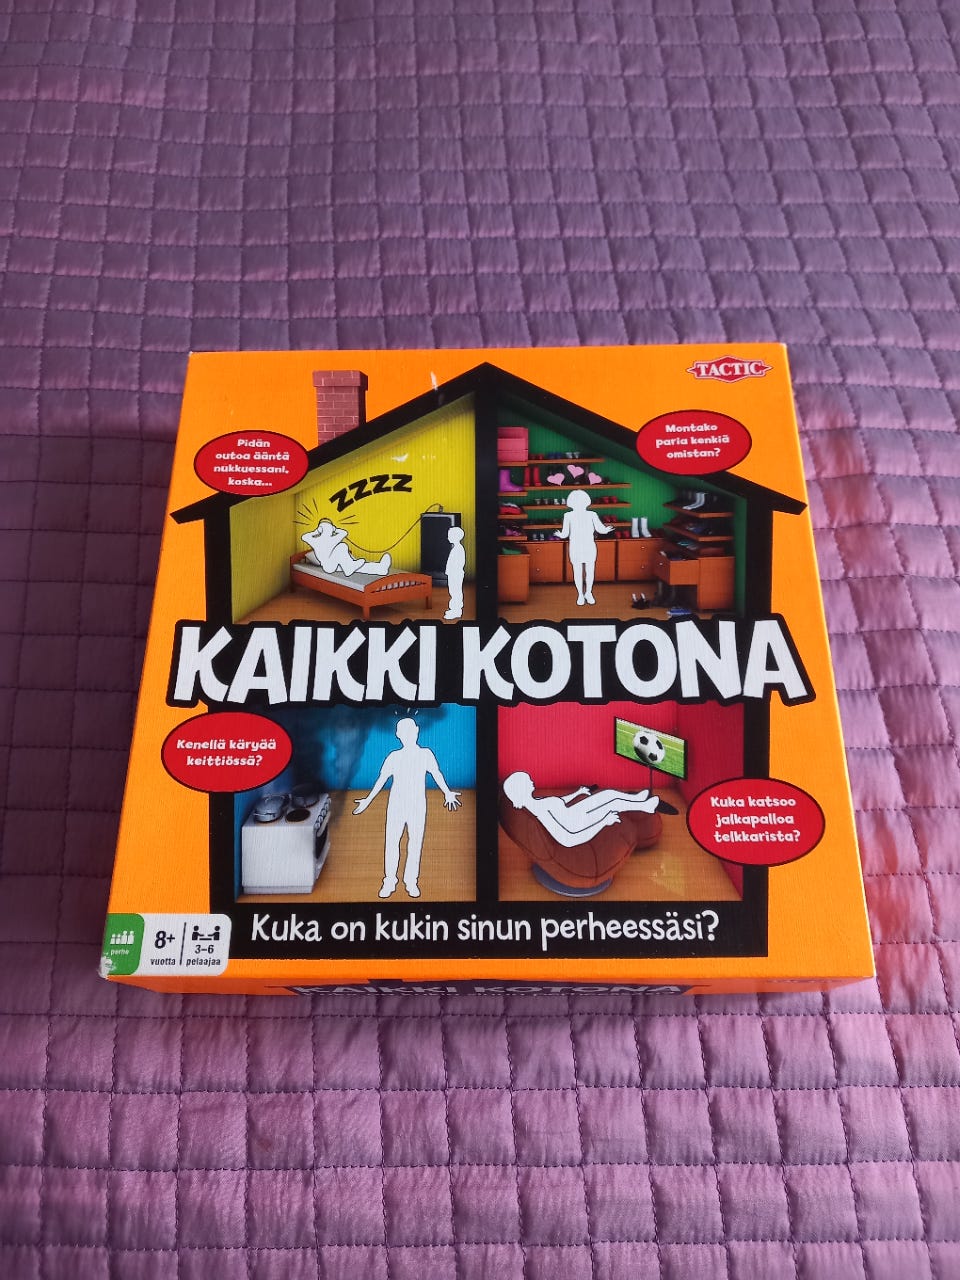 TACTIC
Pidän
outoa ääntä
nukkuessani,
koska...
Montako
paria kenkiä
omistan?
ZZZZ
KAIKKI KOTONA
Kenellä käryää
keittiössä?
Kuka katsoo
jalkapalloa
telkkarista?
Kuka on kukin sinun perheessäsi?
perhe
8+
vuotta
3-6
pelaajaa
KAIKKI KOTONA